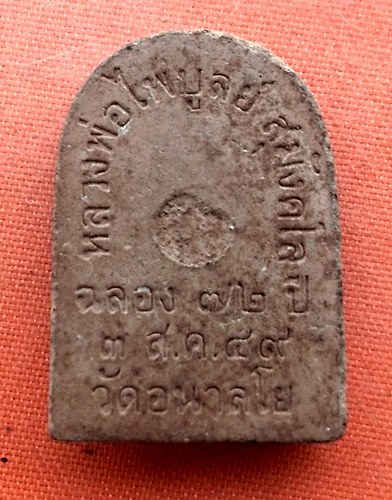 หลวงพ่อไพบูลย์ สุมังคโล
ฉลอง ๗๒ ปี
๓ ส.ค.๔๙
วัดอนาลโย